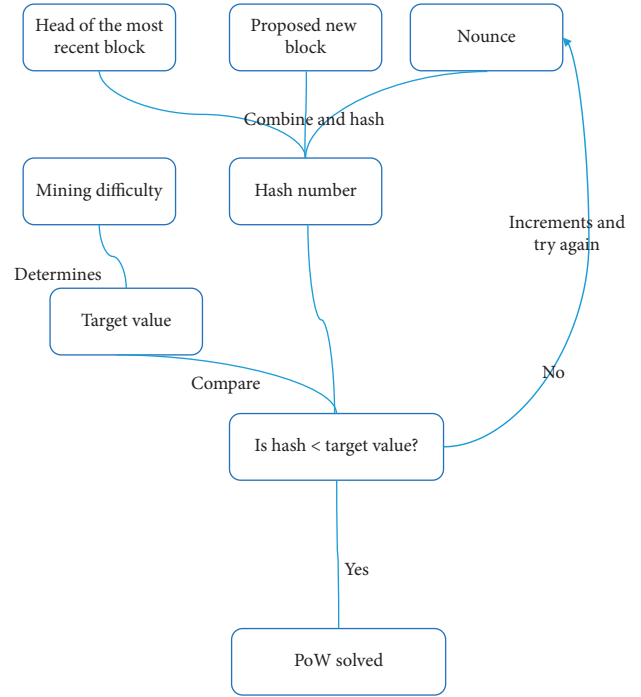 Head of the most
recent block
Proposed new
block
Nounce
Combine and hash
Mining difficulty
Hash number
Increments and
try again
Determines
Target value
Compare
No
Is hash < target value?
Yes
PoW solved